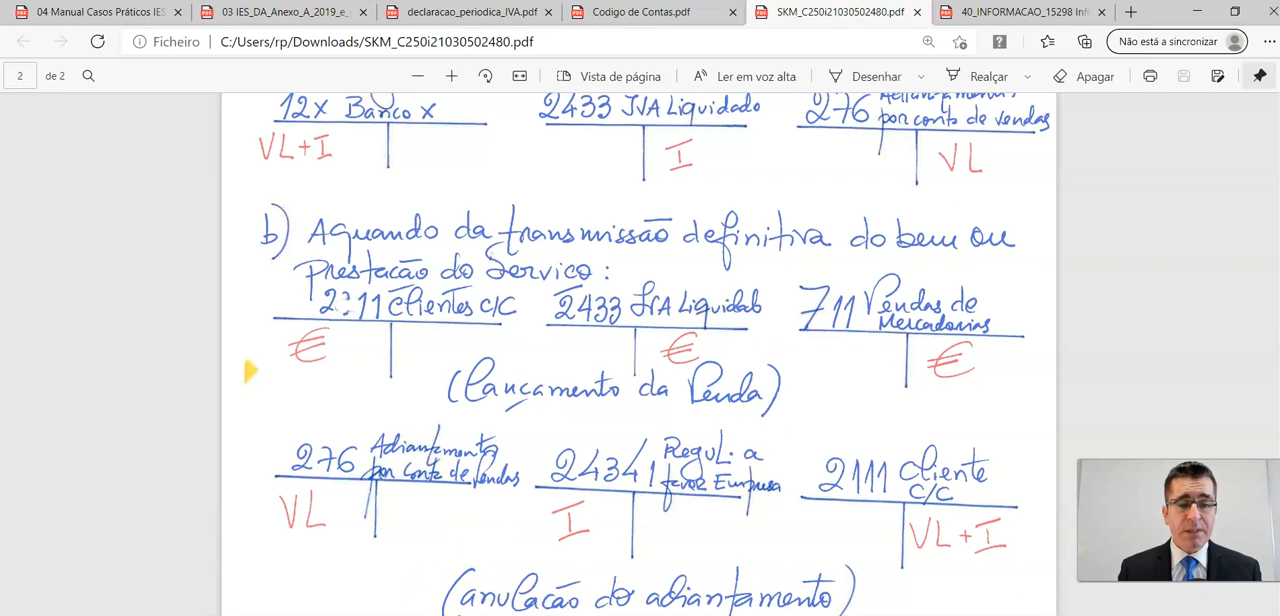 04 Manual Casos Práticos IES
03 IES_DA_Anexo_A_2019_e_
declaracao_periodica_IVA.pdf
Codigo de Contas.pdf
SKM_C250i21030502480.pdf
40_INFORMACAO_15298 Inf
Ficheiro C:/Users/rp/Downloads/SKM_C250i21030502480.pdf
Não está a sincronizar
2 de 2
Vista de página
Ler em voz alta
Desenhar
Realçar
Apagar
12x Banco x
2433 IVA Liquidado
276 por conta de vendas
VL+I
I
VL
b) Aquando da transmissão definitiva do bem ou
Prestação do Serviço:
2111 Clientes C/C
2433 IVA Liquidado
711 Vendas de
Mercadorias
€
€
€
(Lançamento da Venda)
276 Adiantamentos
por conta de Vendas
24341 Regul. a
favor Empresa
2111 Cliente
C/C
VL
I
VL+I
(anulação do adiantamento)